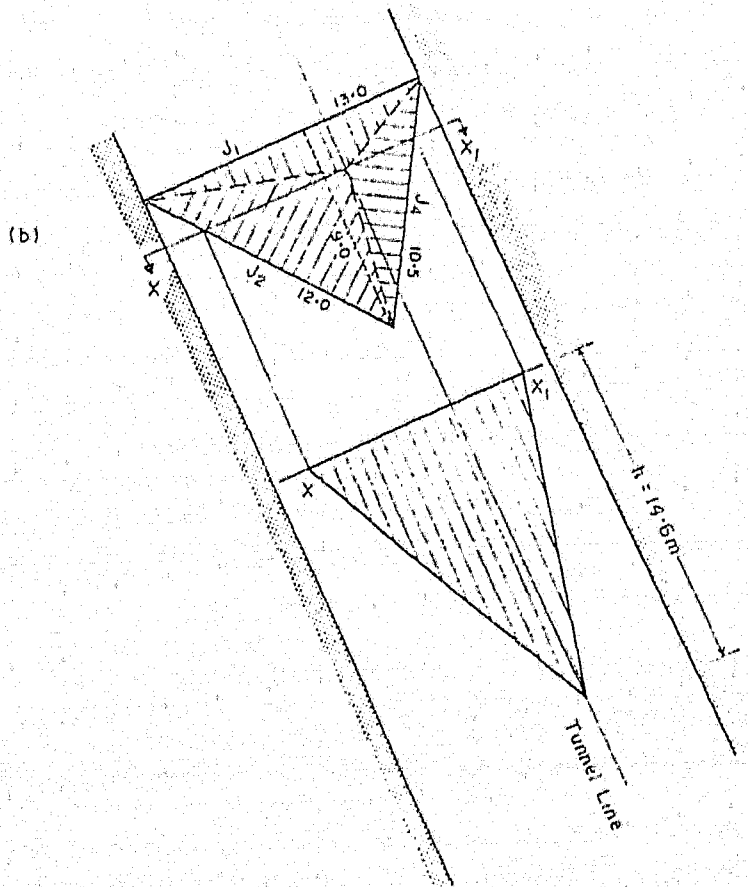 13.0
J1
X1
(b)
J4
9.0
10.5
X
J2
12.0
X1
X
h = 14.6m
Tunnel Line